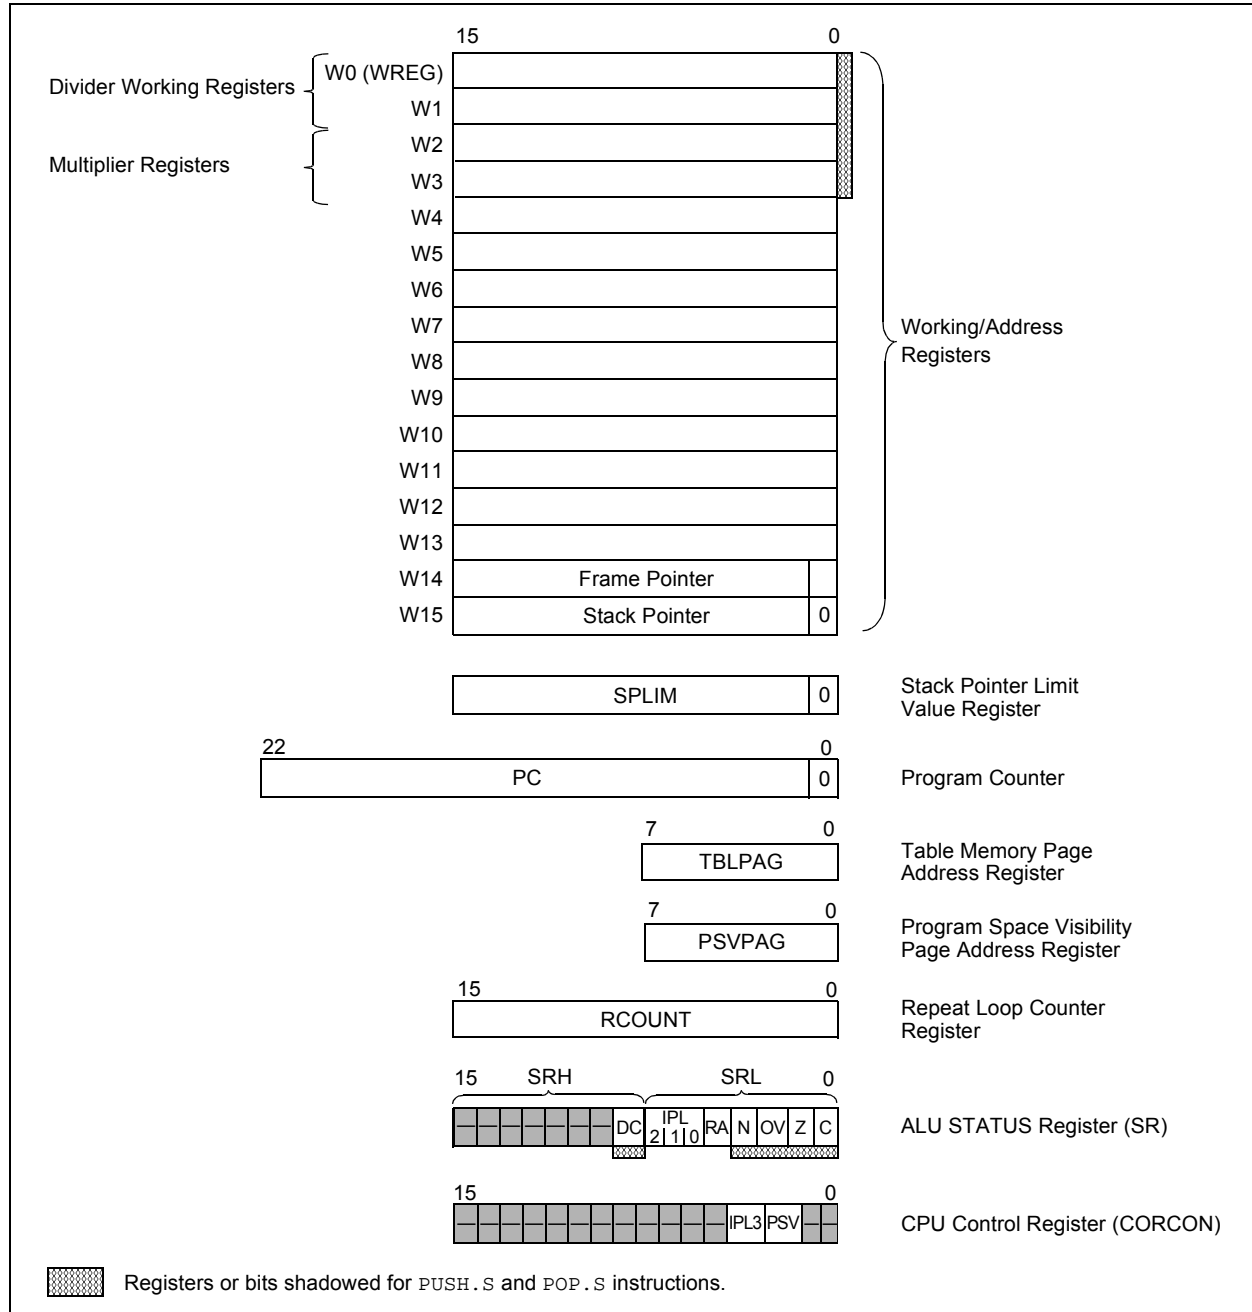 15 0
Divider Working Registers
W0 (WREG)
W1
Multiplier Registers
W2
W3
W4
W5
W6
W7
Working/Address
Registers
W8
W9
W10
W11
W12
W13
W14 Frame Pointer
W15 Stack Pointer 0
SPLIM 0
Stack Pointer Limit
Value Register
22 0
PC 0
Program Counter
7 0
TBLPAG
Table Memory Page
Address Register
7 0
PSVPAG
Program Space Visibility
Page Address Register
15 0
RCOUNT
Repeat Loop Counter
Register
15 SRH SRL 0
— — — — — — — DC IPL 2 1 0 RA N OV Z C
ALU STATUS Register (SR)
15 0
— — — — — — — — — — — — IPL3 PSV — —
CPU Control Register (CORCON)
Registers or bits shadowed for PUSH.S and POP.S instructions.